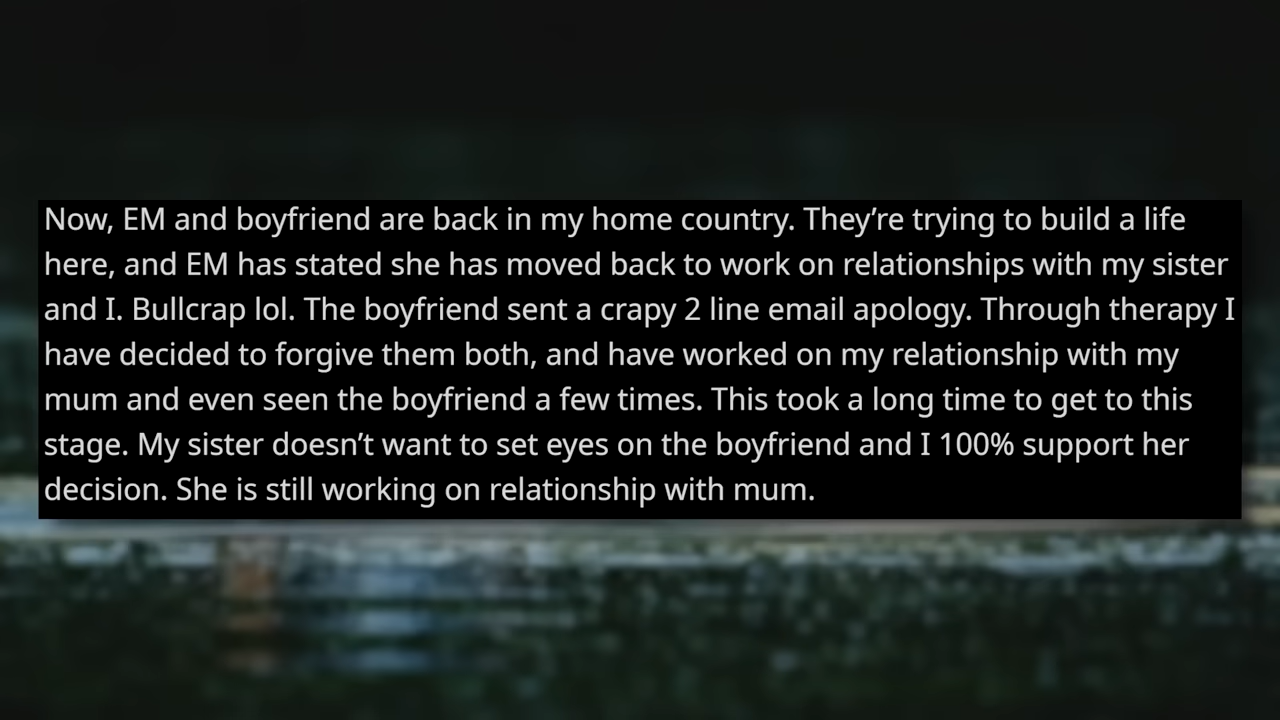 Now, EM and boyfriend are back in my home country. They’re trying to build a life
here, and EM has stated she has moved back to work on relationships with my sister
and I. Bullcrap lol. The boyfriend sent a crapy 2 line email apology. Through therapy I
have decided to forgive them both, and have worked on my relationship with my
mum and even seen the boyfriend a few times. This took a long time to get to this
stage. My sister doesn’t want to set eyes on the boyfriend and I 100% support her
decision. She is still working on relationship with mum.